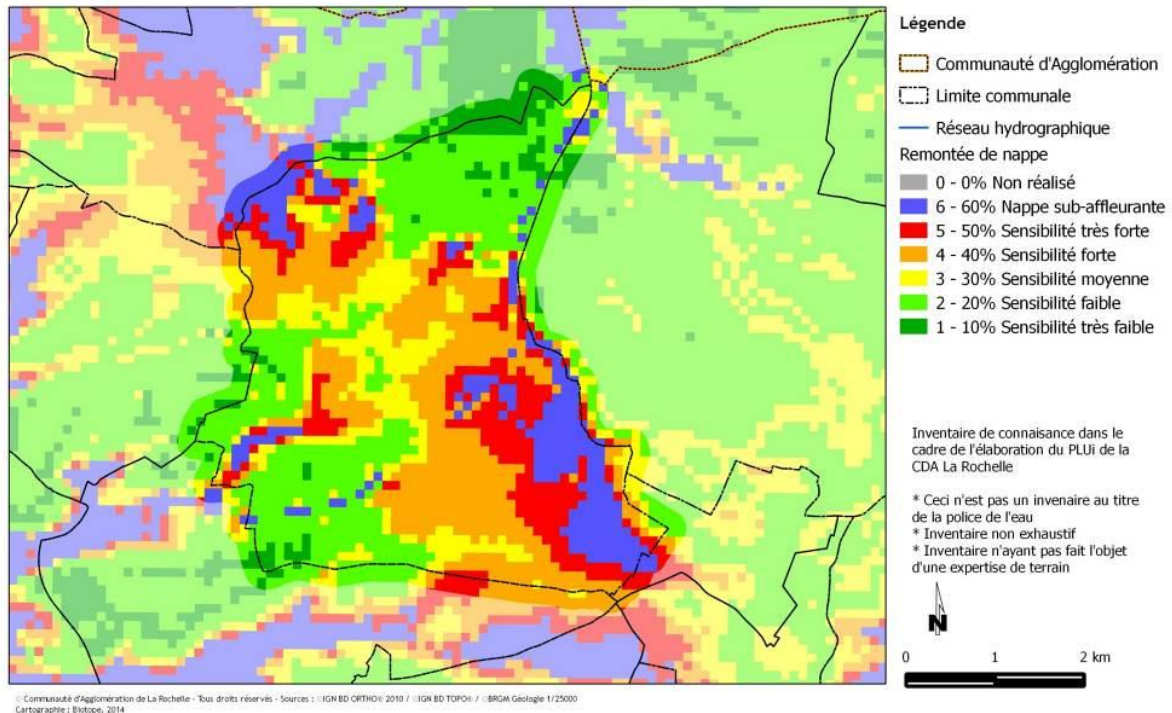 Légende
Communauté d'Agglomération
Limite communale
Réseau hydrographique
Remontée de nappe
0 - 0% Non réalisé
6 - 60% Nappe sub-affleurante
5 - 50% Sensibilité très forte
4 - 40% Sensibilité forte
3 - 30% Sensibilité moyenne
2 - 20% Sensibilité faible
1 - 10% Sensibilité très faible
Inventaire de connaisance dans le
cadre de l'élaboration du PLUi de la
CDA La Rochelle
* Ceci n'est pas un invenaire au titre
de la police de l'eau
* Inventaire non exhaustif
* Inventaire n'ayant pas fait l'objet
d'une expertise de terrain
N
0 1 2 km
© Communauté d'Agglomération de La Rochelle - Tous droits réservés - Sources : ©IGN BD ORTHO® 2010 / ©IGN BD TOPO® / ©BRGM Géologie 1/25000
Cartographie : Biotope, 2014